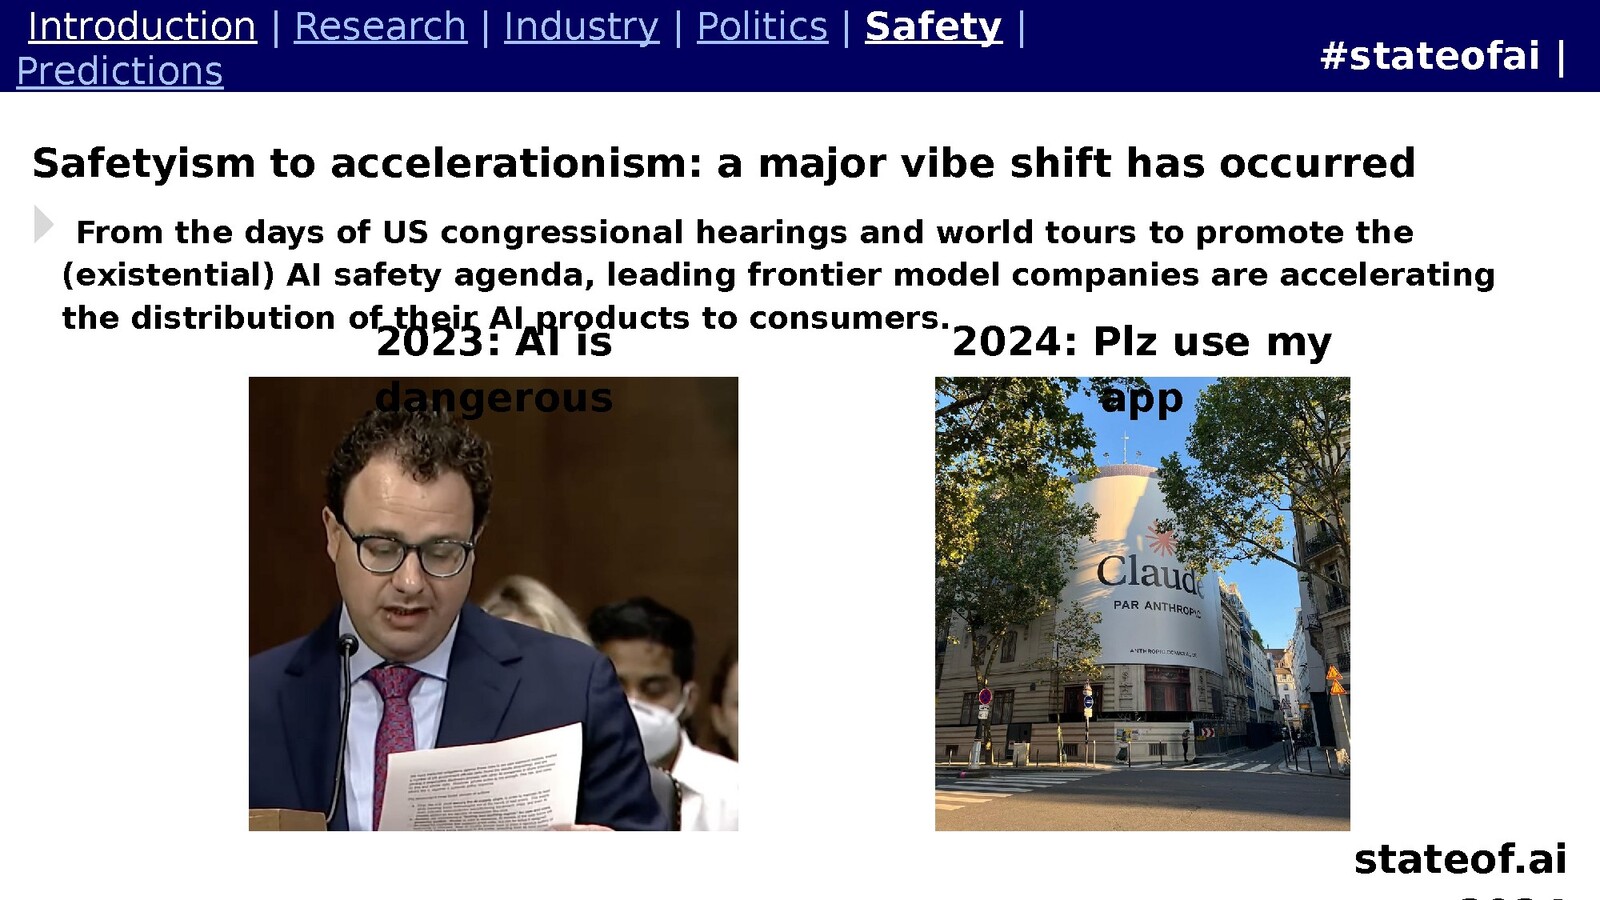 Introduction | Research | Industry | Politics | Safety |
Predictions
#stateofai |
Safetyism to accelerationism: a major vibe shift has occurred
From the days of US congressional hearings and world tours to promote the
(existential) AI safety agenda, leading frontier model companies are accelerating
the distribution of their AI products to consumers.
2023: AI is
dangerous
2024: Plz use my
app
Claude
PAR ANTHROPIC
stateof.ai
2024